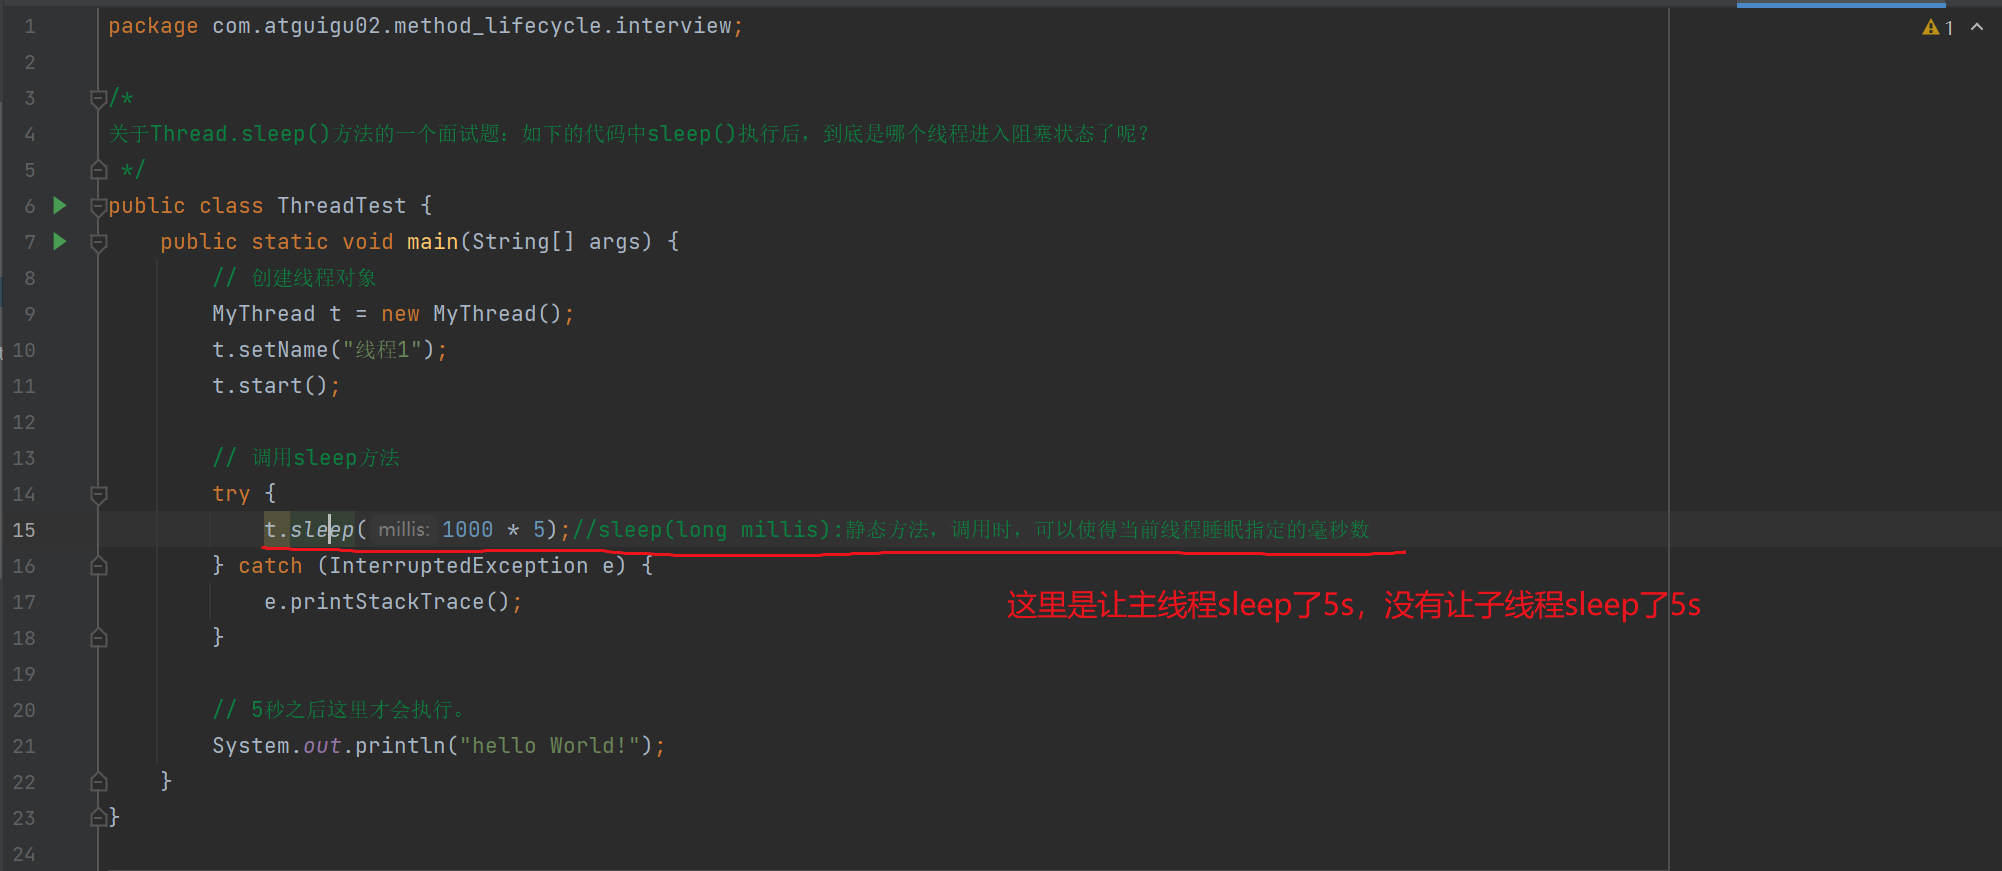 1 package com.atguigu02.method_lifecycle.interview;
1
2
3 /*
4 关于Thread.sleep()方法的一个面试题：如下的代码中sleep()执行后，到底是哪个线程进入阻塞状态了呢？
5 */
6 public class ThreadTest {
7 public static void main(String[] args) {
8 // 创建线程对象
9 MyThread t = new MyThread();
10 t.setName("线程1");
11 t.start();
12
13 // 调用sleep方法
14 try {
15 t.sleep( millis: 1000 * 5);//sleep(long millis):静态方法，调用时，可以使得当前线程睡眠指定的毫秒数
16 } catch (InterruptedException e) {
17 e.printStackTrace();
这里是让主线程sleep了5s，没有让子线程sleep了5s
18 }
19
20 // 5秒之后这里才会执行。
21 System.out.println("hello World!");
22 }
23 }
24